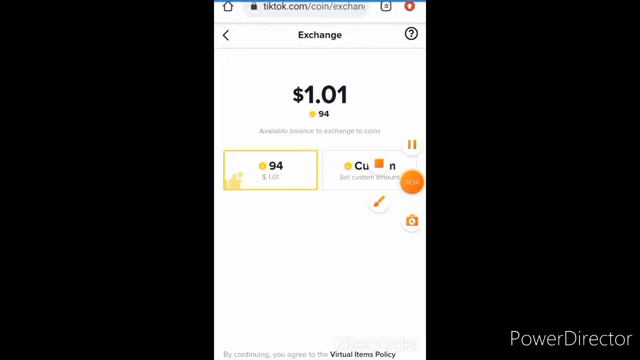 tiktok.com/coin/exchan
Exchange
$1.01
94
Available balance to exchange to coins
94
$ 1.01
Cu n
Set custom amount
By continuing, you agree to the Virtual Items Policy
PowerDirector